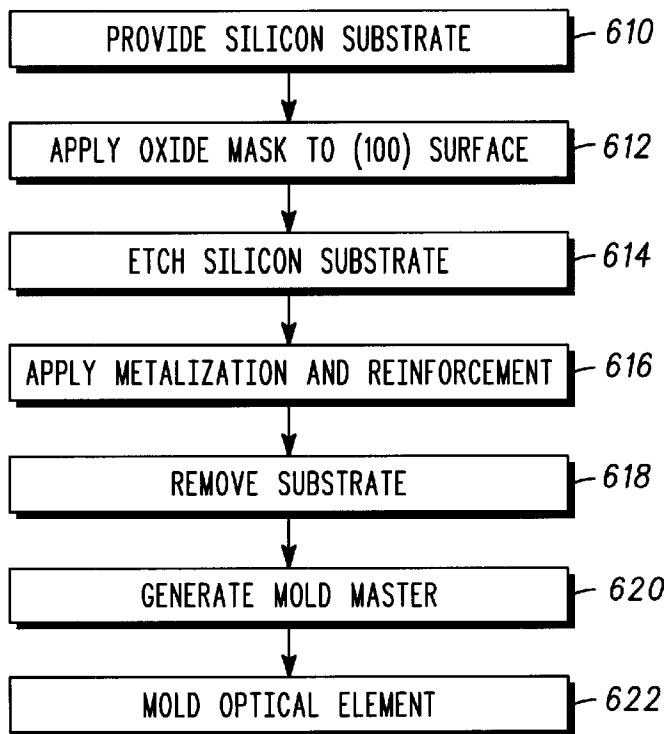 PROVIDE SILICON SUBSTRATE 610
APPLY OXIDE MASK TO (100) SURFACE 612
ETCH SILICON SUBSTRATE 614
APPLY METALIZATION AND REINFORCEMENT 616
REMOVE SUBSTRATE 618
GENERATE MOLD MASTER 620
MOLD OPTICAL ELEMENT 622